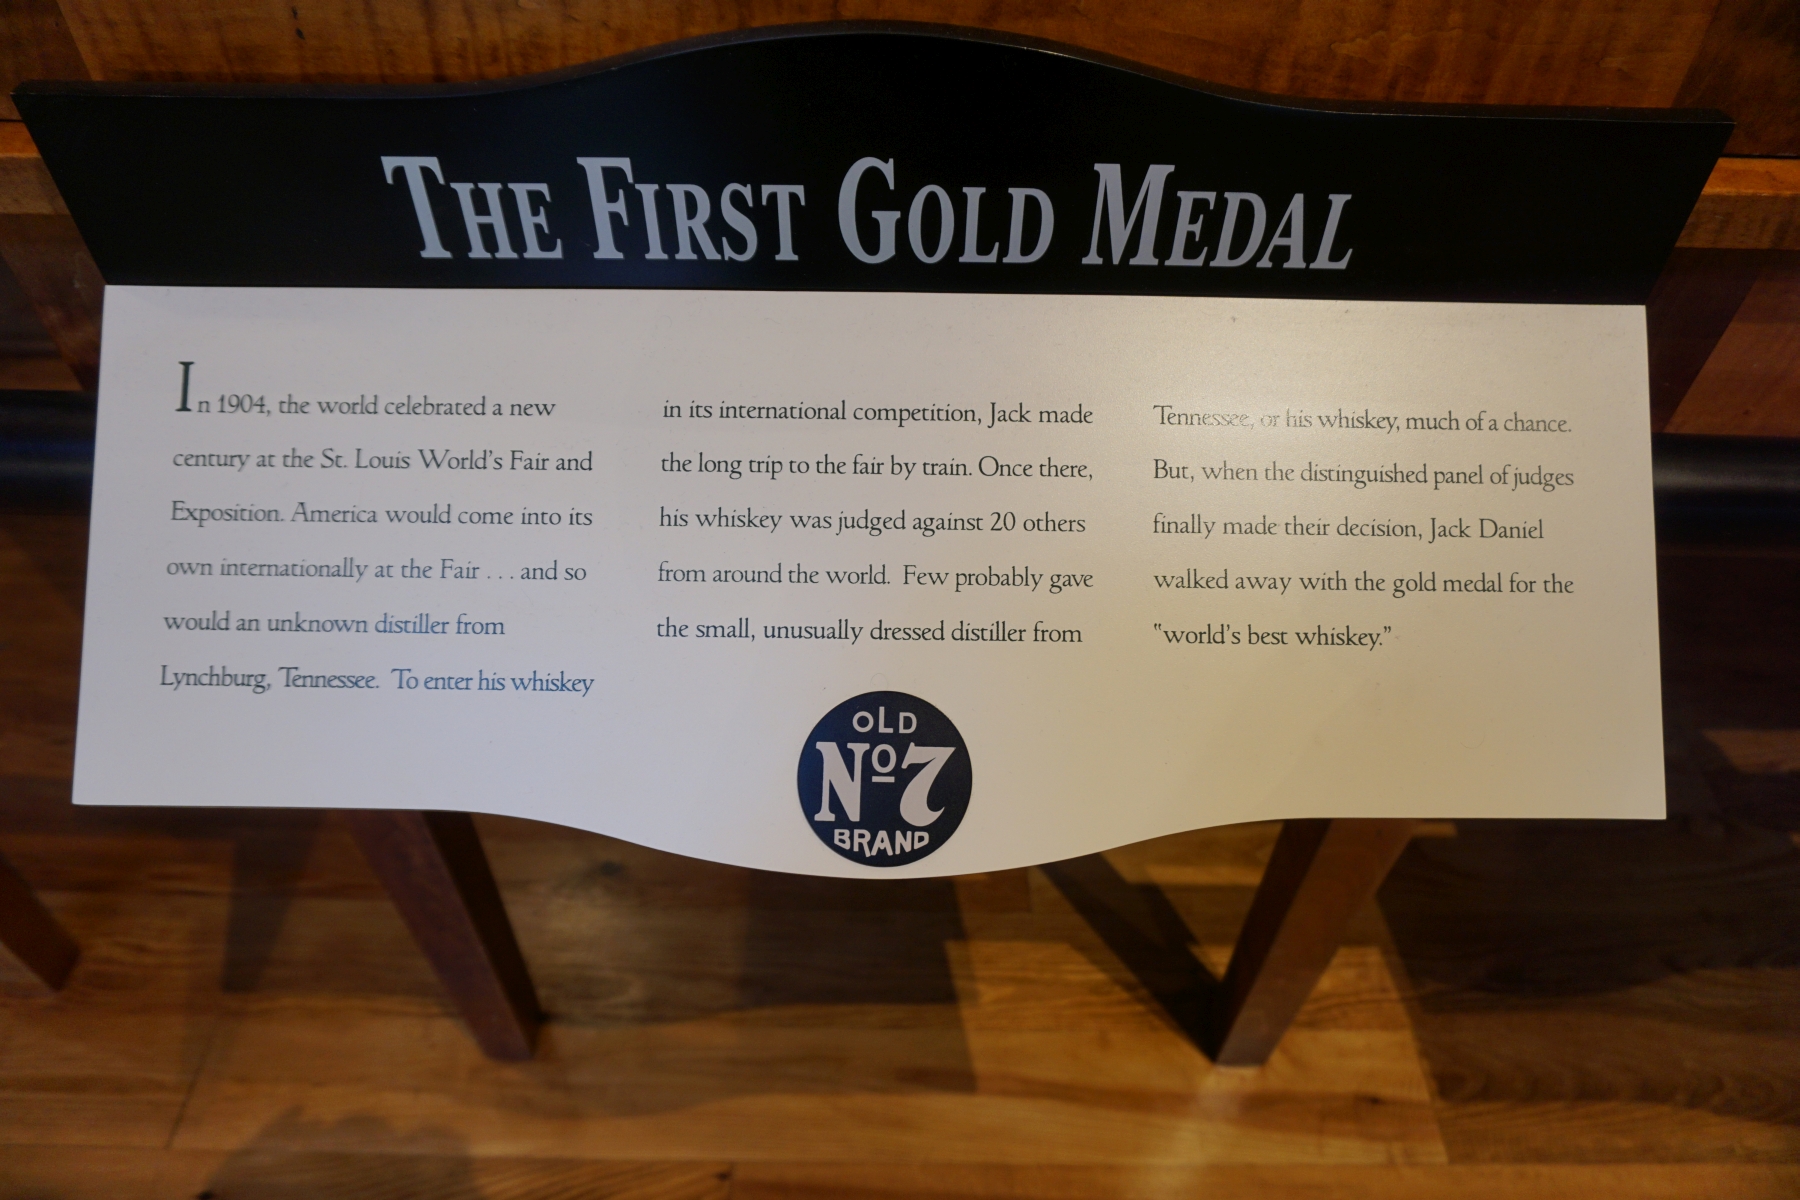 THE FIRST GOLD MEDAL
In 1904, the world celebrated a new
century at the St. Louis World's Fair and
Exposition. America would come into its
own internationally at the Fair . . . and so
would an unknown distiller from
Lynchburg, Tennessee. To enter his whiskey
in its international competition, Jack made
the long trip to the fair by train. Once there,
his whiskey was judged against 20 others
from around the world. Few probably gave
the small, unusually dressed distiller from
Tennessee, or his whiskey, much of a chance.
But, when the distinguished panel of judges
finally made their decision, Jack Daniel
walked away with the gold medal for the
"world's best whiskey."
OLD
Nº 7
BRAND